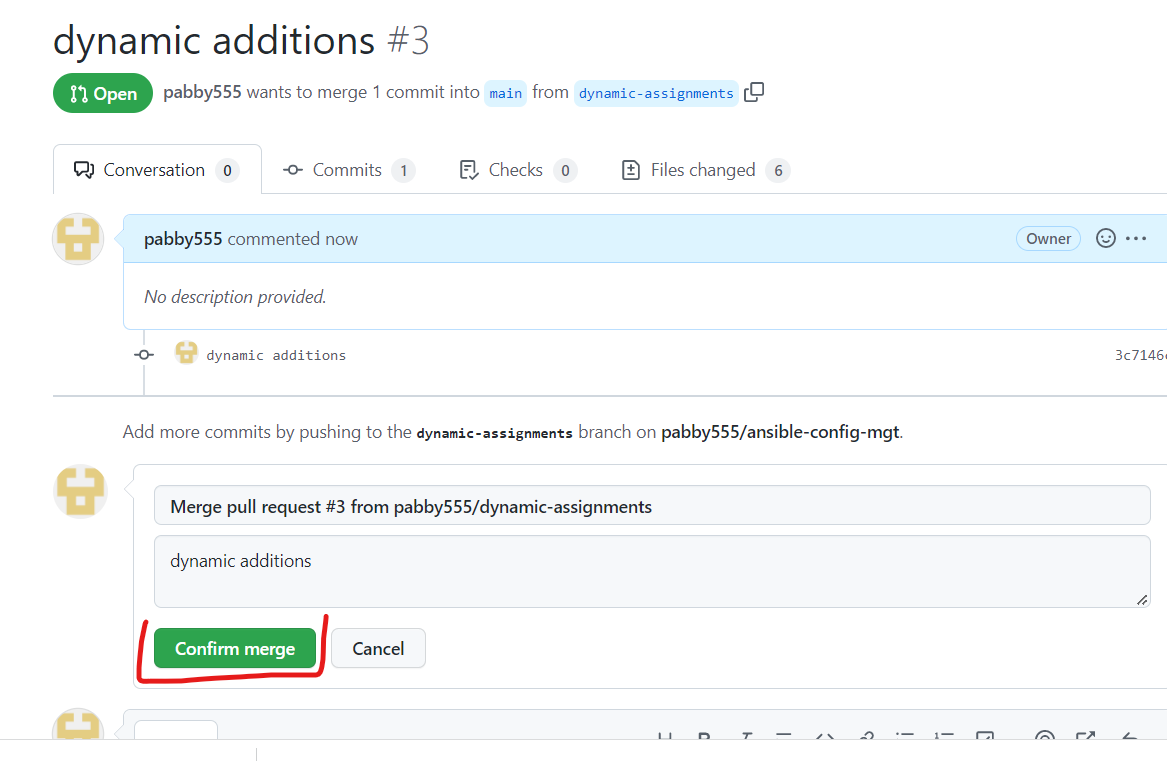 dynamic additions #3
Open pabby555 wants to merge 1 commit into main from dynamic-assignments
Conversation 0 Commits 1 Checks 0 Files changed 6
pabby555 commented now Owner
No description provided.
dynamic additions 3c7146
Add more commits by pushing to the dynamic-assignments branch on pabby555/ansible-config-mgt.
Merge pull request #3 from pabby555/dynamic-assignments
dynamic additions
Confirm merge Cancel